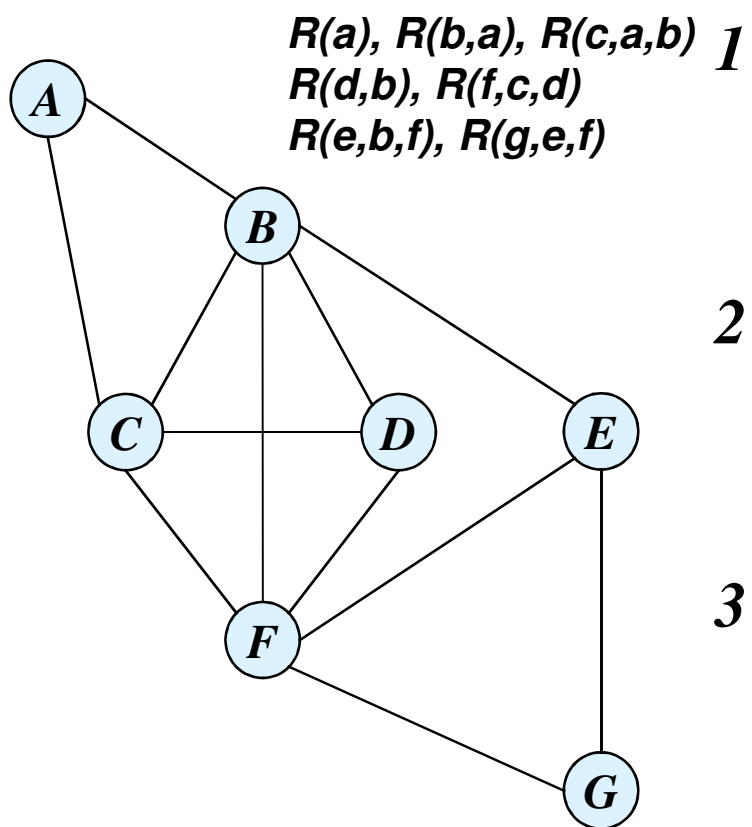 R(a), R(b,a), R(c,a,b)
1
R(d,b), R(f,c,d)
R(e,b,f), R(g,e,f)
A
B
2
C
D
E
3
F
G